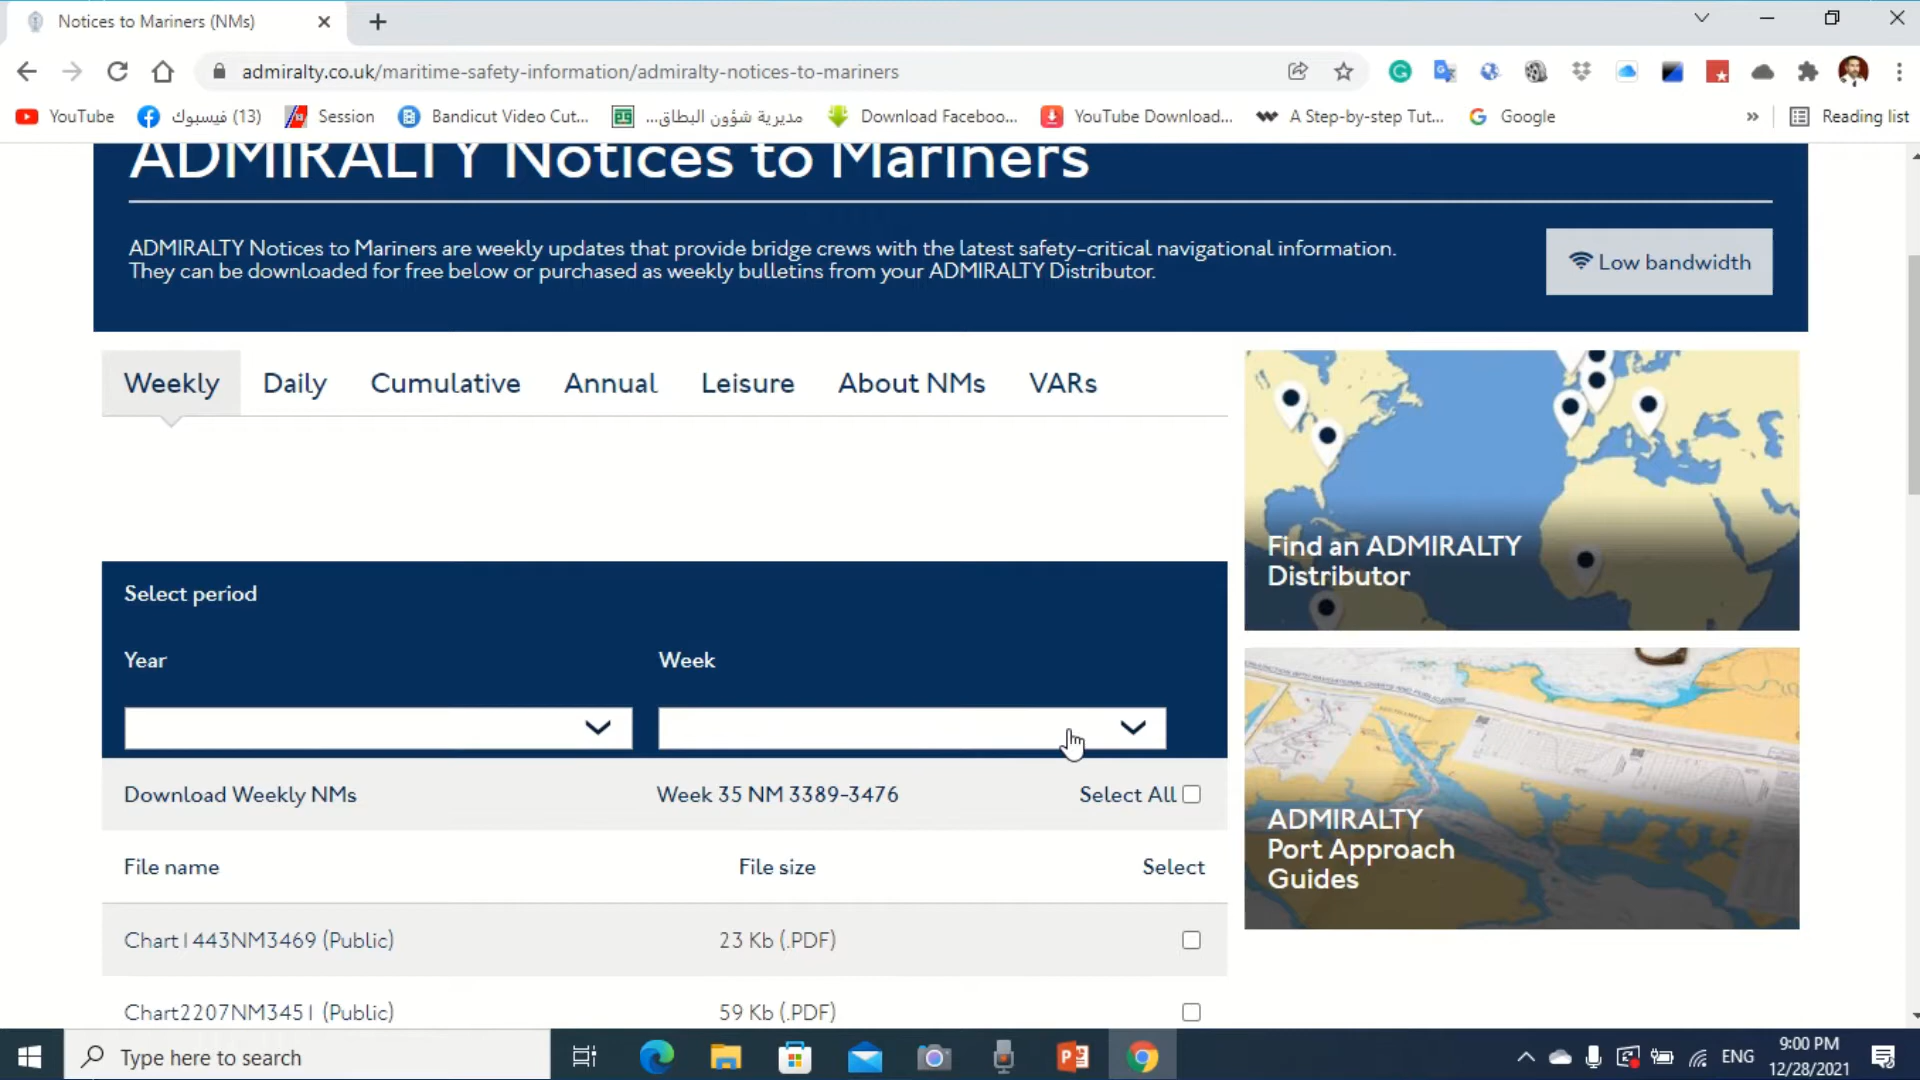 Notices to Mariners (NMs)
admiralty.co.uk/maritime-safety-information/admiralty-notices-to-mariners
YouTube
(13) فيسبوك
Session
Bandicut Video Cut...
مديرية شؤون البطاق...
Download Faceboo...
YouTube Download...
A Step-by-step Tut...
Google
»
Reading list
ADMIRALTY Notices to Mariners
ADMIRALTY Notices to Mariners are weekly updates that provide bridge crews with the latest safety-critical navigational information.
They can be downloaded for free below or purchased as weekly bulletins from your ADMIRALTY Distributor.
Low bandwidth
Weekly
Daily
Cumulative
Annual
Leisure
About NMs
VARs
Find an ADMIRALTY
Distributor
Select period
Year
Week
Download Weekly NMs
Week 35 NM 3389-3476
Select All
File name
File size
Select
Chart1443NM3469 (Public)
23 Kb (.PDF)
Chart2207NM3451 (Public)
59 Kb (.PDF)
ADMIRALTY
Port Approach
Guides
Type here to search
ENG
9:00 PM
12/28/2021